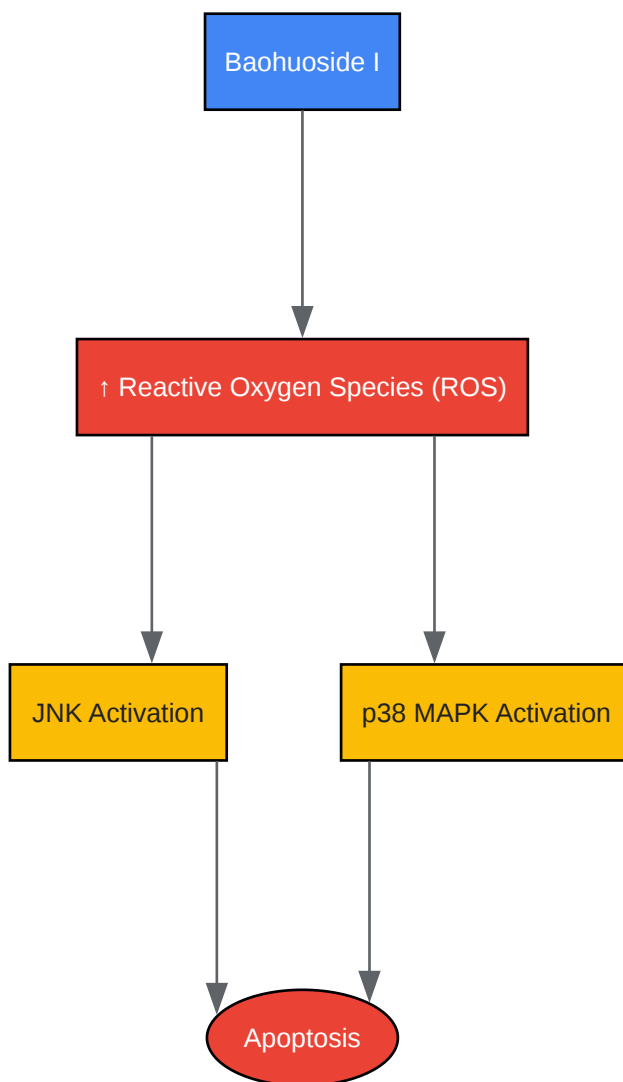 Baohuoside I
↑ Reactive Oxygen Species (ROS)
JNK Activation
p38 MAPK Activation
Apoptosis